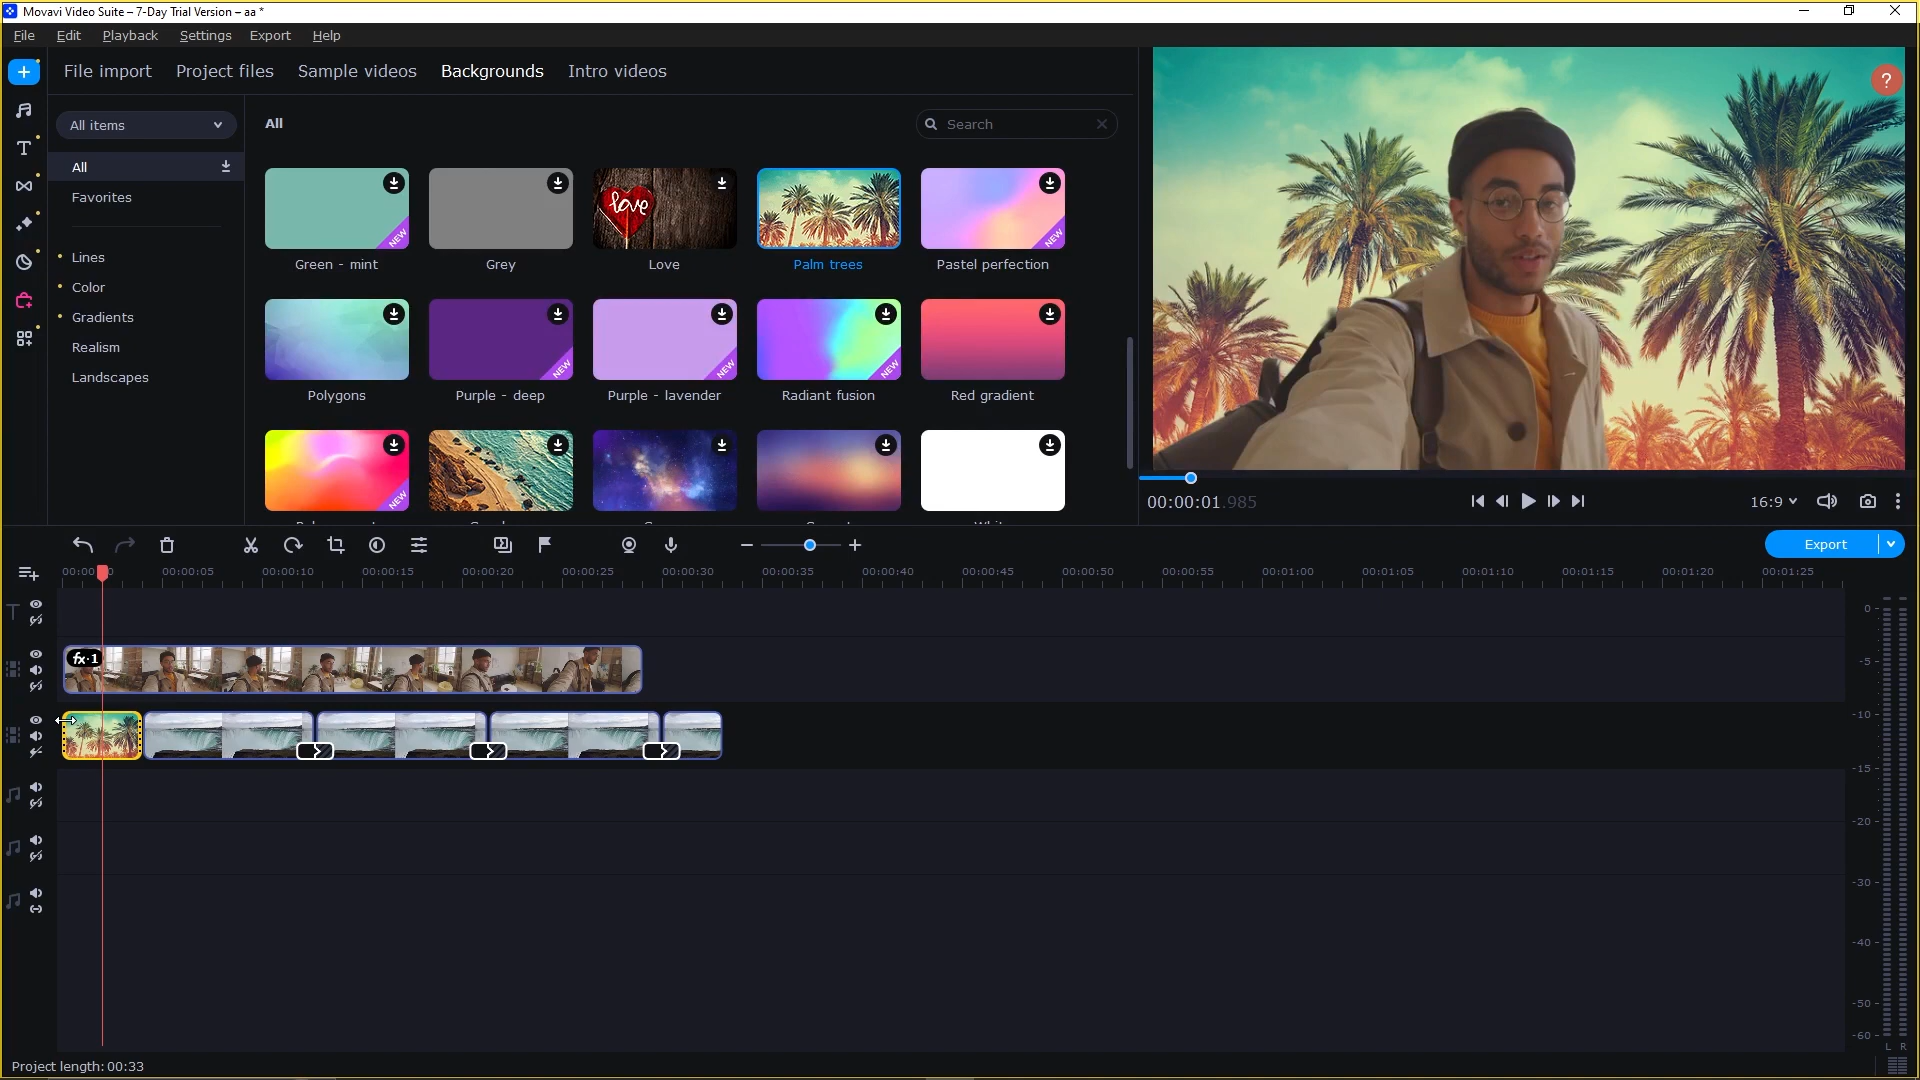 Movavi Video Suite – 7-Day Trial Version – aa *
File Edit Playback Settings Export Help
File import Project files Sample videos Backgrounds Intro videos
All items
All
Favorites
Lines
Color
Gradients
Realism
Landscapes
All
Search
NEW
love
NEW
Green - mint Grey Love Palm trees Pastel perfection
NEW
NEW
NEW
Polygons Purple - deep Purple - lavender Radiant fusion Red gradient
NEW
?
00:00:01.985
16:9
Export
00:00:05 00:00:10 00:00:15 00:00:20 00:00:25 00:00:30 00:00:35 00:00:40 00:00:45 00:00:50 00:00:55 00:01:00 00:01:05 00:01:10 00:01:15 00:01:20 00:01:25
fx·1
0
-5
-10
-15
-20
-30
-40
-50
-60
L R
Project length: 00:33